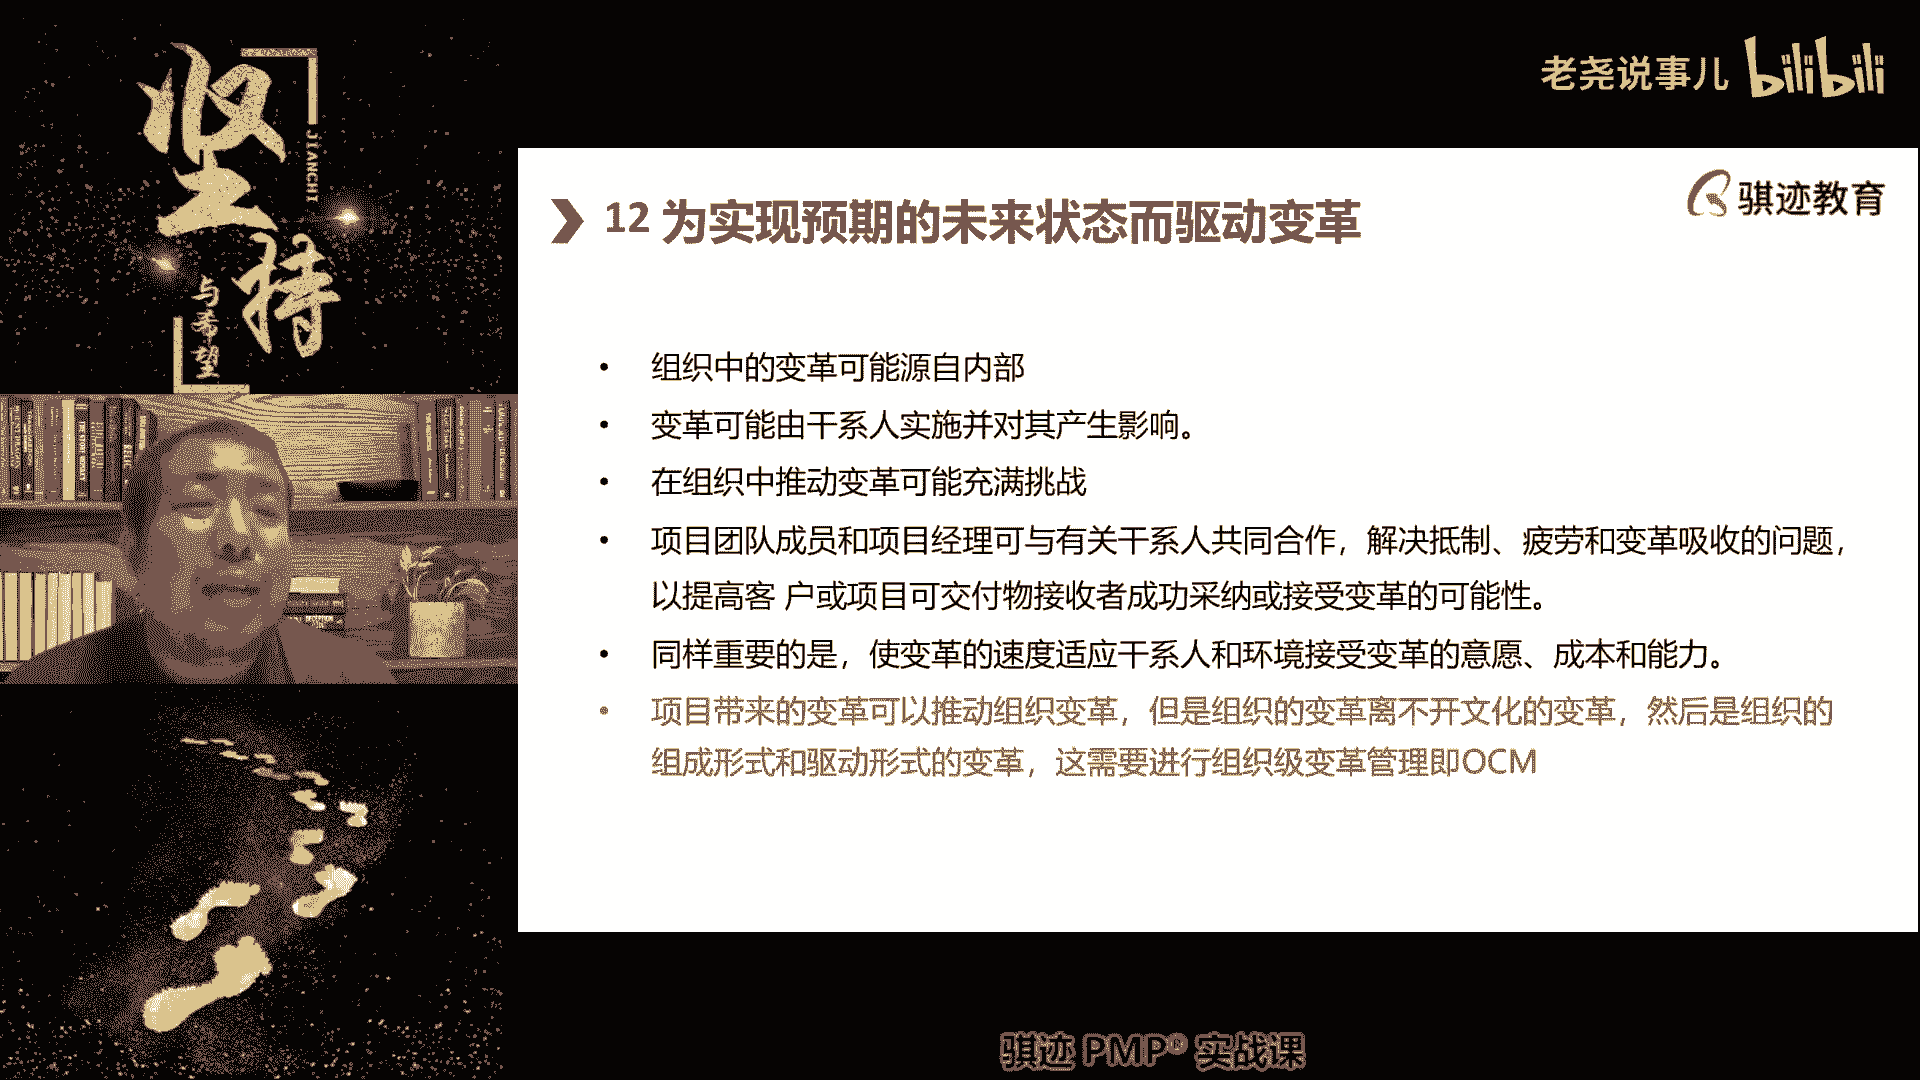 坚持
JIANCHI
与希望
老尧说事儿 bilibili
骐迹教育
12 为实现预期的未来状态而驱动变革
• 组织中的变革可能源自内部
• 变革可能由干系人实施并对其产生影响。
• 在组织中推动变革可能充满挑战
• 项目团队成员和项目经理可与有关干系人共同合作，解决抵制、疲劳和变革吸收的问题，
以提高客 户或项目可交付物接收者成功采纳或接受变革的可能性。
• 同样重要的是，使变革的速度适应干系人和环境接受变革的意愿、成本和能力。
• 项目带来的变革可以推动组织变革，但是组织的变革离不开文化的变革，然后是组织的
组成形式和驱动形式的变革，这需要进行组织级变革管理即OCM
骐迹 PMP® 实战课